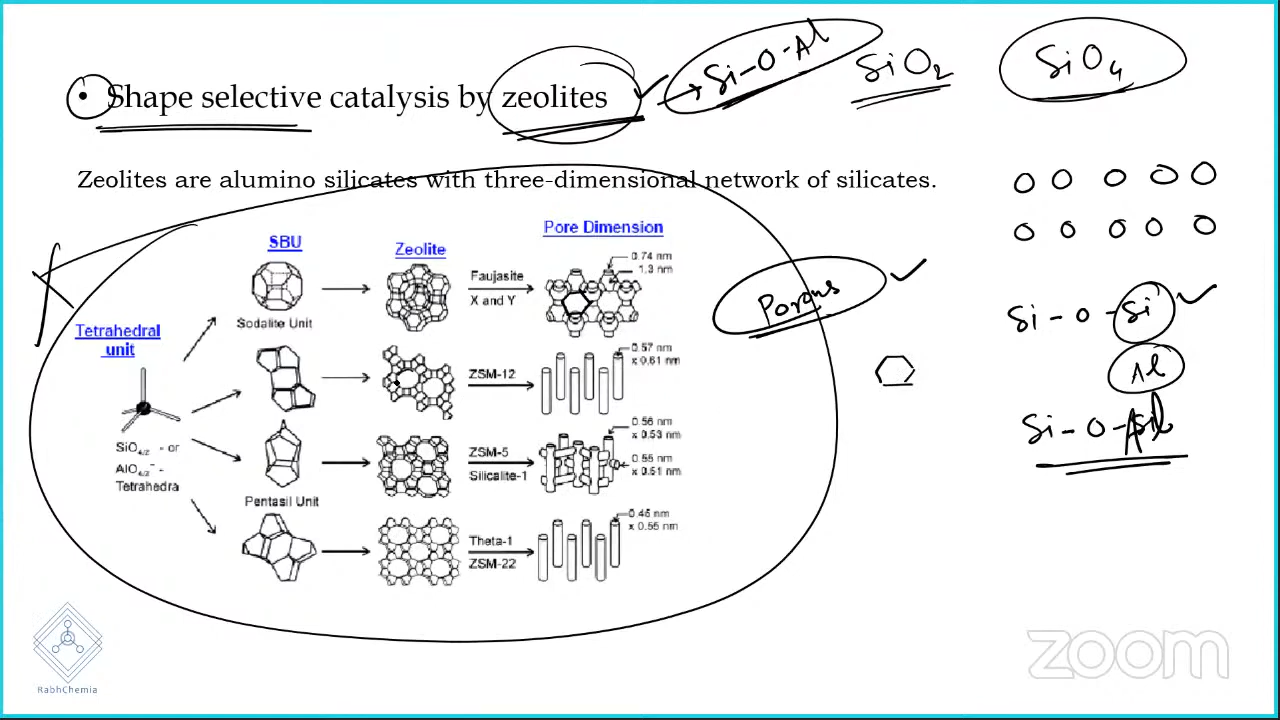 Si-O-Al
SiO2
SiO4
• Shape selective catalysis by zeolites
Zeolites are alumino silicates with three-dimensional network of silicates.
SBU
Zeolite
Pore Dimension
0.74 nm
1.3 nm
Faujasite
X and Y
Sodalite Unit
Porous
Si - O - Si
Tetrahedral
unit
0.57 nm
x 0.61 nm
ZSM-12
Al
0.56 nm
x 0.53 nm
Si - O -
SiO4/2 - or
AlO4/2⁻ -
Tetrahedra
ZSM-5
Silicalite-1
0.55 nm
x 0.51 nm
Pentasil Unit
0.45 nm
x 0.55 nm
Theta-1
ZSM-22
RabhChemia
zoom